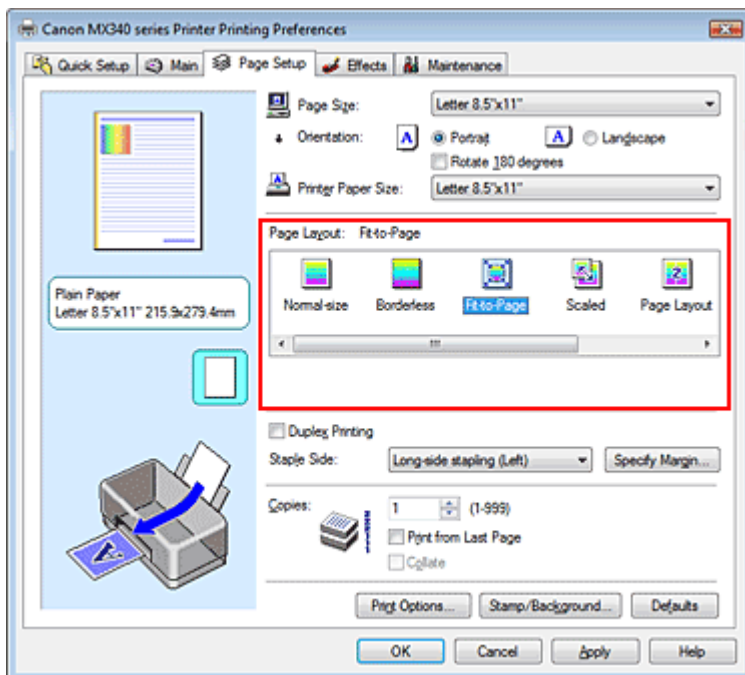 Canon MX340 series Printer Printing Preferences
Quick Setup Main Page Setup Effects Maintenance
Page Size: Letter 8.5"x11"
Orientation: A Portrait A Landscape
Rotate 180 degrees
Printer Paper Size: Letter 8.5"x11"
Page Layout: Fit-to-Page
Normal-size Borderless Fit-to-Page Scaled Page Layout
Plain Paper
Letter 8.5"x11" 215.9x279.4mm
Duplex Printing
Staple Side: Long-side stapling (Left) Specify Margin...
Copies: 1 (1-999)
Print from Last Page
Collate
Print Options... Stamp/Background... Defaults
OK Cancel Apply Help